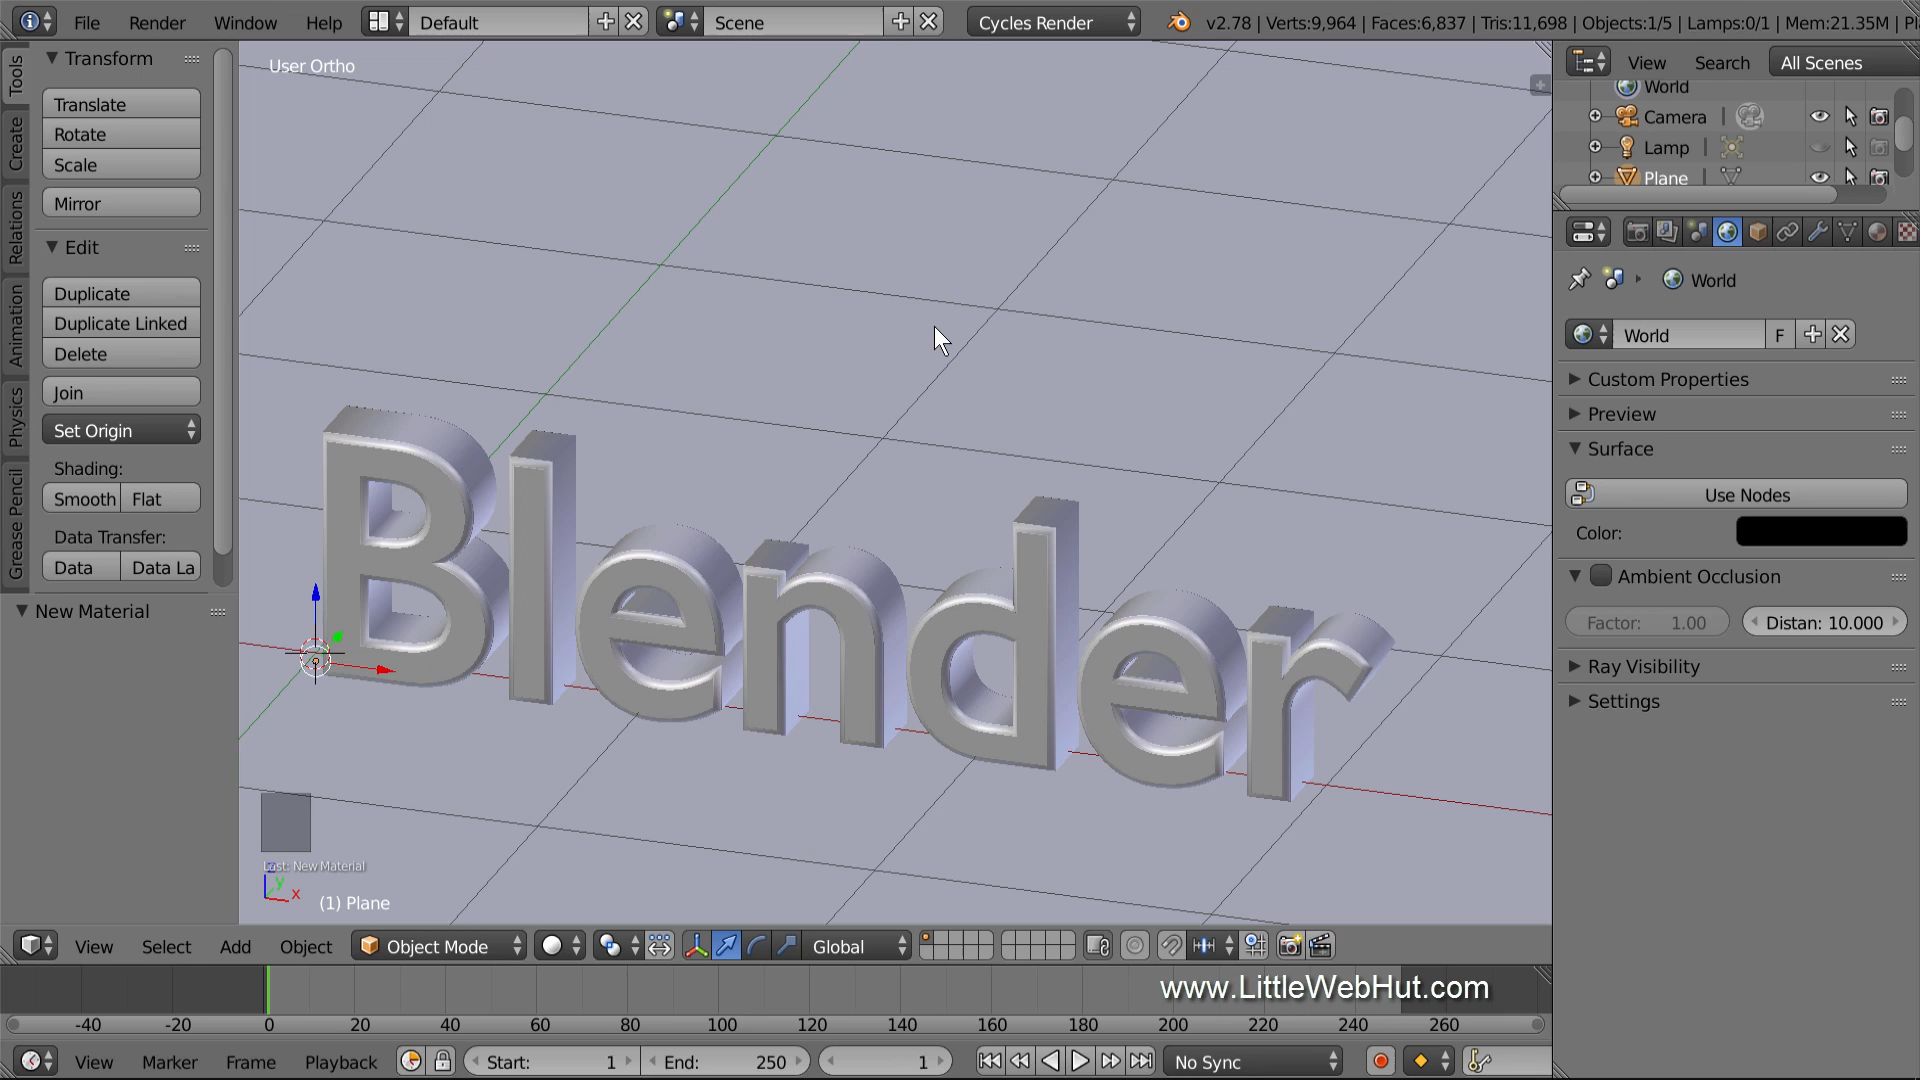 File Render Window Help Default Scene Cycles Render v2.78 | Verts:9,964 | Faces:6,837 | Tris:11,698 | Objects:1/5 | Lamps:0/1 | Mem:21.35M | Pl
Tools
Create
Relations
Animation
Physics
Grease Pencil
Transform
Translate
Rotate
Scale
Mirror
Edit
Duplicate
Duplicate Linked
Delete
Join
Set Origin
Shading:
Smooth Flat
Data Transfer:
Data Data La
New Material
User Ortho
Blender
Last: New Material
z
y
x
(1) Plane
View Search All Scenes
World
Camera
Lamp
Plane
World
World F
Custom Properties
Preview
Surface
Use Nodes
Color:
Ambient Occlusion
Factor: 1.00 Distan: 10.000
Ray Visibility
Settings
View Select Add Object Object Mode Global
www.LittleWebHut.com
-40 -20 0 20 40 60 80 100 120 140 160 180 200 220 240 260
View Marker Frame Playback Start: 1 End: 250 1 No Sync